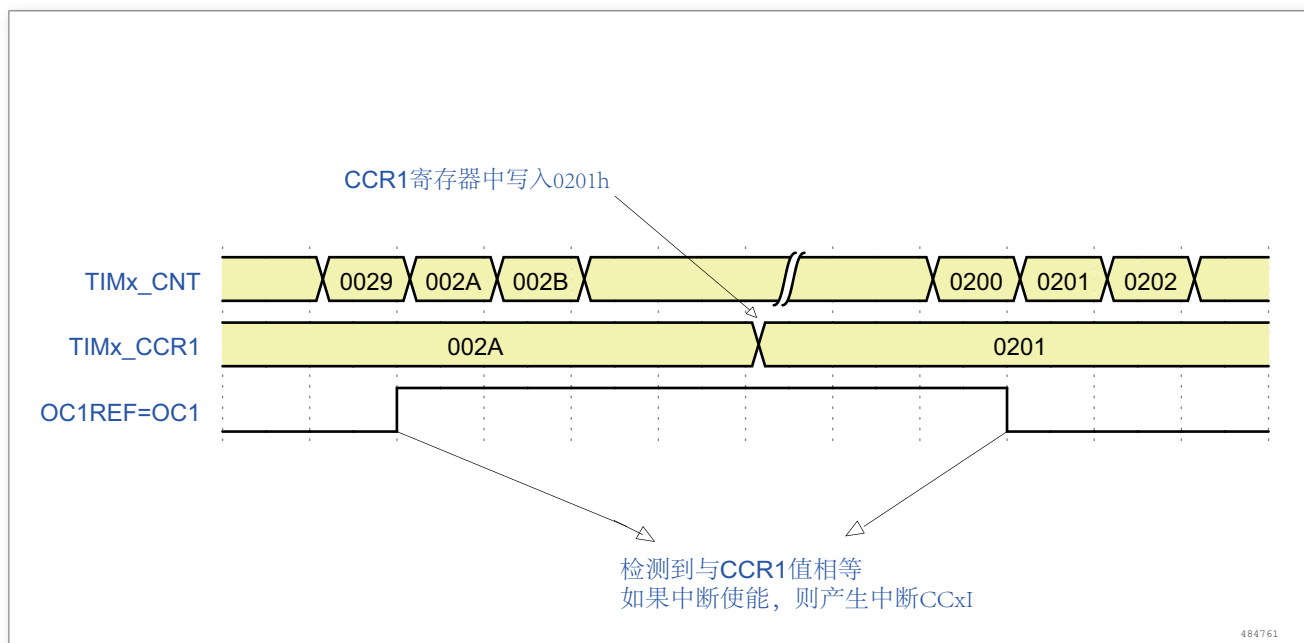 CCR1寄存器中写入0201h
TIMx_CNT 0029 002A 002B 0200 0201 0202
TIMx_CCR1 002A 0201
OC1REF=OC1
检测到与CCR1值相等
如果中断使能，则产生中断CCxI
484761